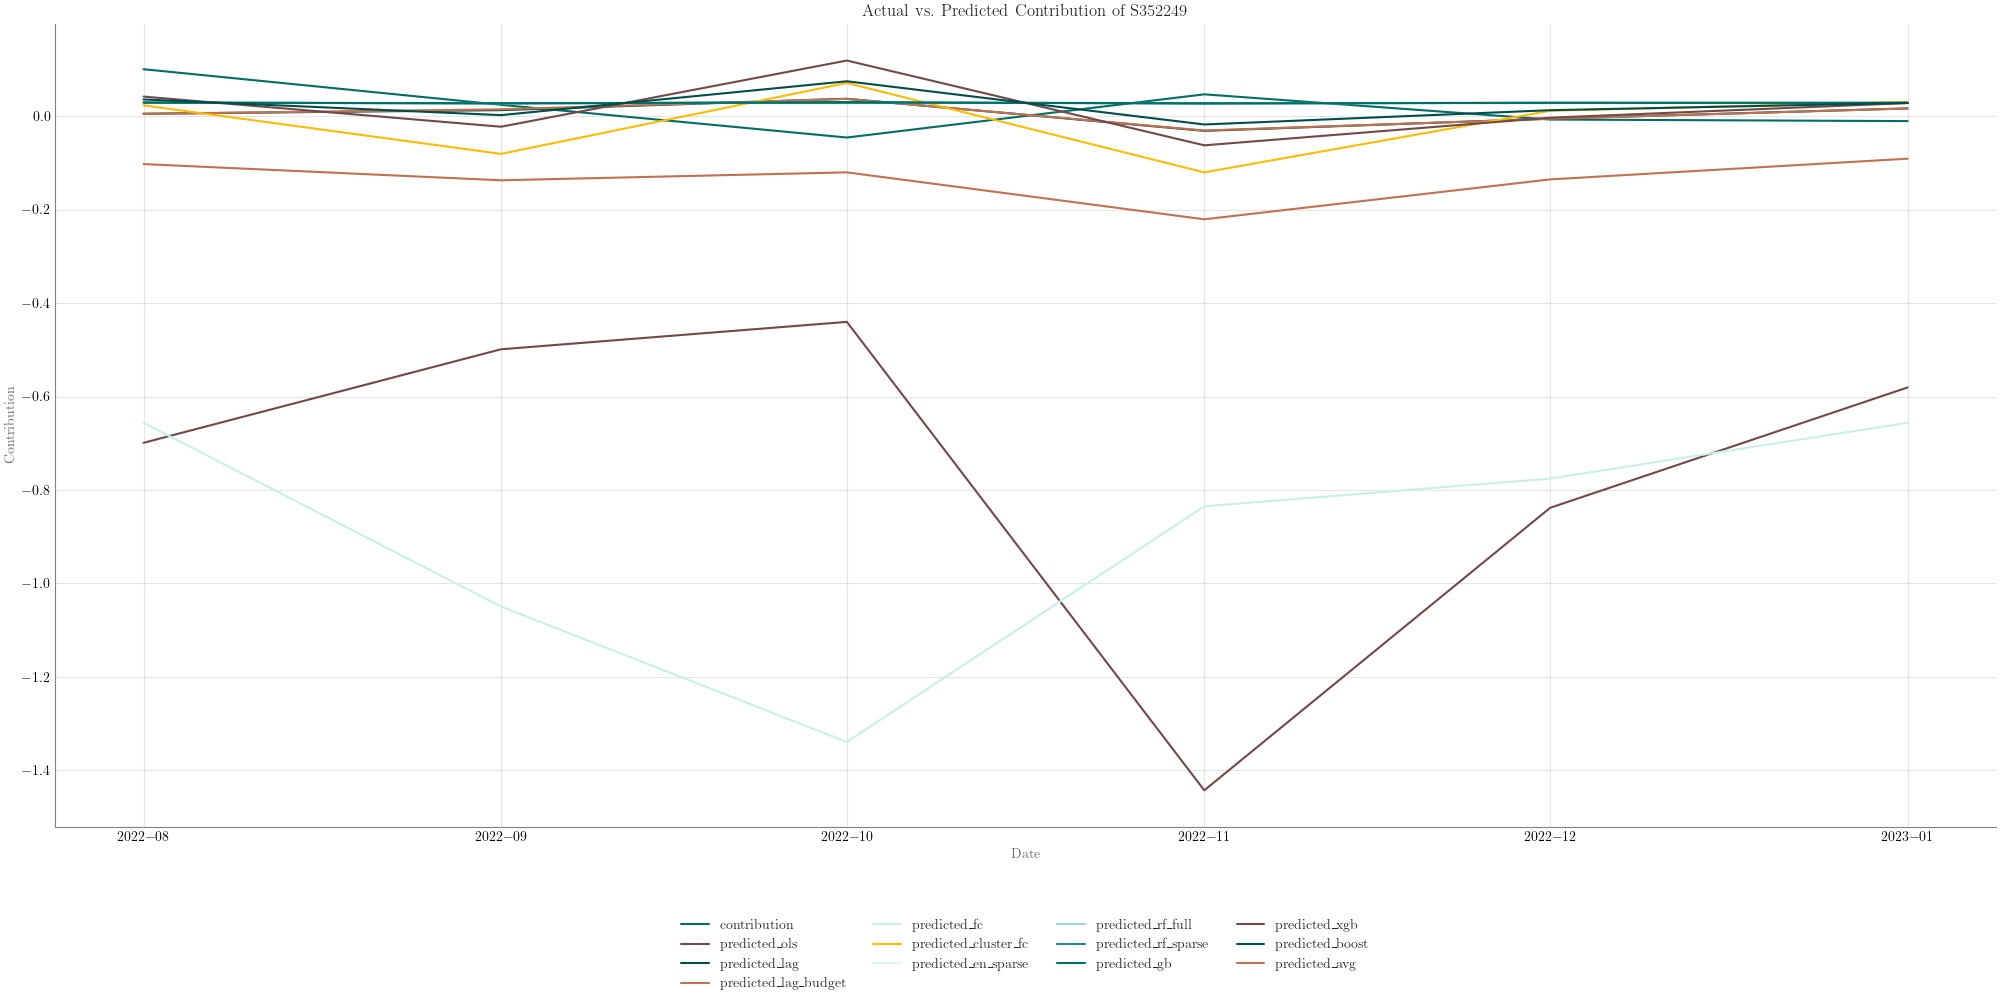 Actual vs. Predicted Contribution of S352249
Contribution
0.0
−0.2
−0.4
−0.6
−0.8
−1.0
−1.2
−1.4
2022−08
2022−09
2022−10
2022−11
2022−12
2023−01
Date
contribution
predicted_ols
predicted_lag
predicted_lag_budget
predicted_fc
predicted_cluster_fc
predicted_en_sparse
predicted_rf_full
predicted_rf_sparse
predicted_gb
predicted_xgb
predicted_boost
predicted_avg